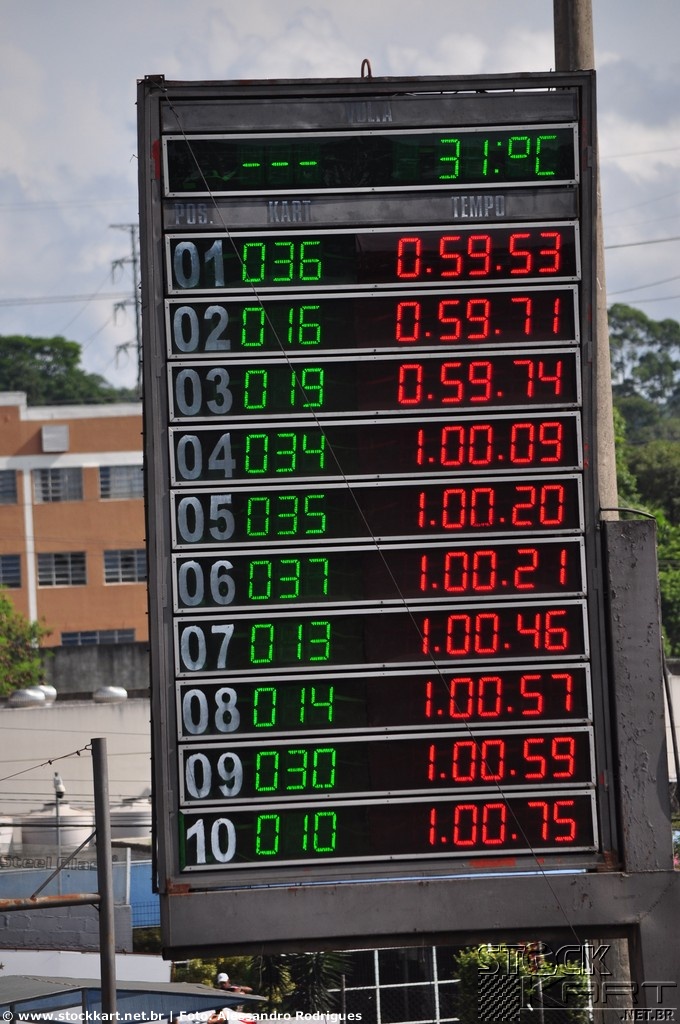 VOLTA
--- 31:ºC
POS. KART TEMPO
01 036 0.59.53
02 016 0.59.71
03 019 0.59.74
04 034 1.00.09
05 035 1.00.20
06 037 1.00.21
07 013 1.00.46
08 014 1.00.57
09 030 1.00.59
10 010 1.00.75
Steel
STOCK
KART
.NET.BR
© www.stockkart.net.br | Foto: Alessandro Rodrigues